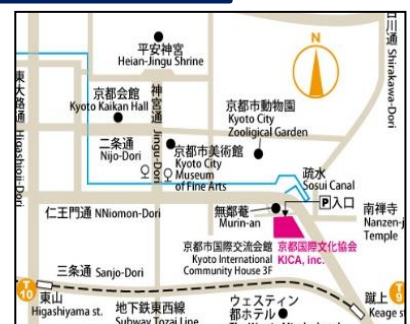 平安神宮
Heian-Jingu Shrine
N
白川通 Shirakawa-Dori
東大路通 Higashioji-Dori
京都会館
Kyoto Kaikan Hall
神宮通 Jingu-Dori
京都市動物園
Kyoto City
Zooligical Garden
二条通
Nijo-Dori
京都市美術館
Kyoto City
Museum
of Fine Arts
疏水
Sosui Canal
P入口
仁王門通 NNiomon-Dori
無鄰菴
Murin-an
南禅寺
Nanzen-j
Temple
京都市国際交流会館
Kyoto International
Community House 3F
京都国際文化協会
KICA, inc.
三条通 Sanjo-Dori
T
10
東山
Higashiyama st.
地下鉄東西線
Subway Tozai Line
ウェスティン
都ホテル
T
9
蹴上
Keage st